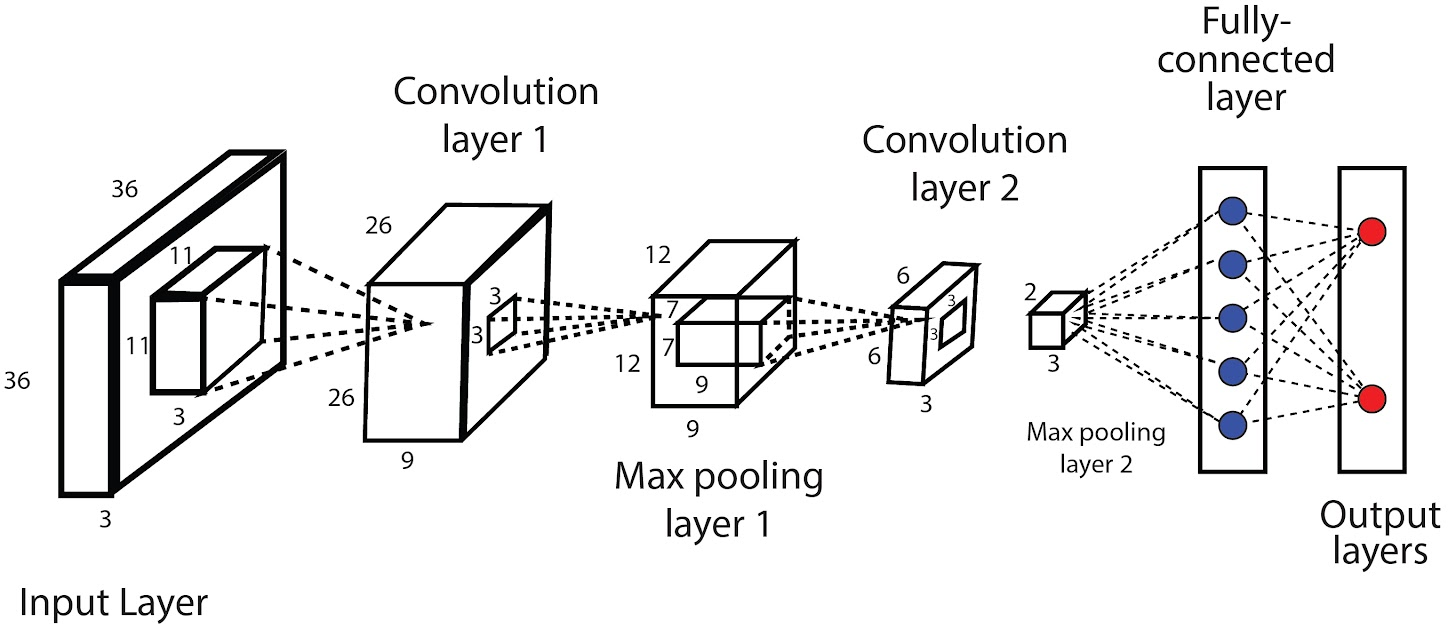 Input Layer
36
36
3
11
11
3
Convolution
layer 1
26
26
9
3
3
Max pooling
layer 1
12
12
9
7
7
9
Convolution
layer 2
6
6
3
3
3
Max pooling
layer 2
2
3
Fully-
connected
layer
Output
layers